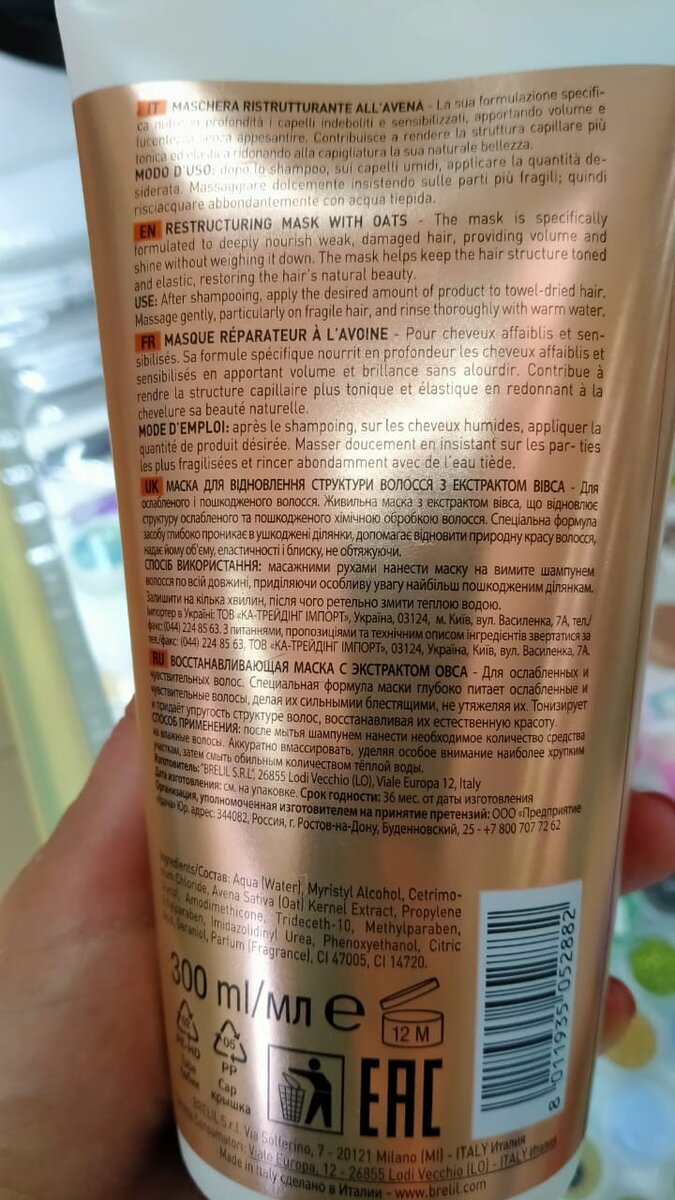 IT MASCHERA RISTRUTTURANTE ALL'AVENA - La sua formulazione specifi-
ca in profondità i capelli indeboliti e sensibilizzati, apportando volume e
lucentezza senza appesantire. Contribuisce a rendere la struttura capillare più
tonica ed elastica ridonando alla capigliatura la sua naturale bellezza.
MODO D'USO: dopo lo shampoo, sui capelli umidi, applicare la quantità de-
siderata. Massaggiare dolcemente insistendo sulle parti più fragili; quindi
risciacquare abbondantemente con acqua tiepida.
EN RESTRUCTURING MASK WITH OATS - The mask is specifically
formulated to deeply nourish weak, damaged hair, providing volume and
shine without weighing it down. The mask helps keep the hair structure toned
and elastic, restoring the hair's natural beauty.
USE: After shampooing, apply the desired amount of product to towel-dried hair.
Massage gently, particularly on fragile hair, and rinse thoroughly with warm water.
FR MASQUE RÉPARATEUR À L'AVOINE - Pour cheveux affaiblis et sen-
sibilisés. Sa formule spécifique nourrit en profondeur les cheveux affaiblis et
sensibilisés en apportant volume et brillance sans alourdir. Contribue à
rendre la structure capillaire plus tonique et élastique en redonnant à la
chevelure sa beauté naturelle.
MODE D'EMPLOI: après le shampoing, sur les cheveux humides, appliquer la
quantité de produit désirée. Masser doucement en insistant sur les par- ties
les plus fragilisées et rincer abondamment avec de l'eau tiède.
UK МАСКА ДЛЯ ВІДНОВЛЕННЯ СТРУКТУРИ ВОЛОССЯ З ЕКСТРАКТОМ ВІВСА - Для
ослабленого і пошкодженого волосся. Живильна маска з екстрактом вівса, що відновлює
структуру ослабленого та пошкодженого хімічною обробкою волосся. Спеціальна формула
засобу глибоко проникає в ушкоджені ділянки, допомагає відновити природну красу волосся,
надає йому об'єму, еластичності і блиску, не обтяжуючи.
СПОСІБ ВИКОРИСТАННЯ: масажними рухами нанести маску на вимите шампунем
волосся по всій довжині, приділяючи особливу увагу найбільш пошкодженим ділянкам.
Залишити на кілька хвилин, після чого ретельно змити теплою водою.
Імпортер в Україні: ТОВ «КА-ТРЕЙДІНГ ІМПОРТ», Україна, 03124, м. Київ, вул. Василенка, 7А, тел./
факс: (044) 224 85 63. З питаннями, пропозиціями та технічним описом інгредієнтів звертатися за
тел./факс: (044) 224 85 63, ТОВ «КА-ТРЕЙДІНГ ІМПОРТ», 03124, Україна, Київ, вул. Василенка, 7А.
RU ВОССТАНАВЛИВАЮЩАЯ МАСКА С ЭКСТРАКТОМ ОВСА - Для ослабленных и
чувствительных волос. Специальная формула маски глубоко питает ослабленные и
чувствительные волосы, делая их сильными блестящими, не утяжеляя их. Тонизирует
и придаёт упругость структуре волос, восстанавливая их естественную красоту.
СПОСОБ ПРИМЕНЕНИЯ: после мытья шампунем нанести необходимое количество средства
на влажные волосы. Аккуратно вмассировать, уделяя особое внимание наиболее хрупким
участкам, затем смыть обильным количеством тёплой воды.
Изготовитель: "BRELIL S.R.L", 26855 Lodi Vecchio (LO), Viale Europa 12, Italy
Дата изготовления: см. на упаковке. Срок годности: 36 мес. от даты изготовления
Организация, уполномоченная изготовителем на принятие претензий: ООО «Предприятие
Юр. адрес: 344082, Россия, г. Ростов-на-Дону, Буденновский, 25 - +7 800 707 72 62
Ingredients/Состав: Aqua (Water), Myristyl Alcohol, Cetrimo-
nium Chloride, Avena Sativa (Oat) Kernel Extract, Propylene
Glycol, Amodimethicone, Trideceth-10, Methylparaben,
Imidazolidinyl Urea, Phenoxyethanol, Citric
Acid, Geraniol, Parfum (Fragrance), CI 47005, CI 14720.
300 ml/мл e
12 M
05
PE-HD PP
Cap
крышка
EAC
8 011935 052882
BRELIL S.r.l. Via Solferino, 7 - 20121 Milano (MI) - ITALY Италия
Consumatori: Viale Europa, 12 - 26855 Lodi Vecchio (LO) - ITALY Италия
Made in Italy сделано в Италии - www.brelil.com